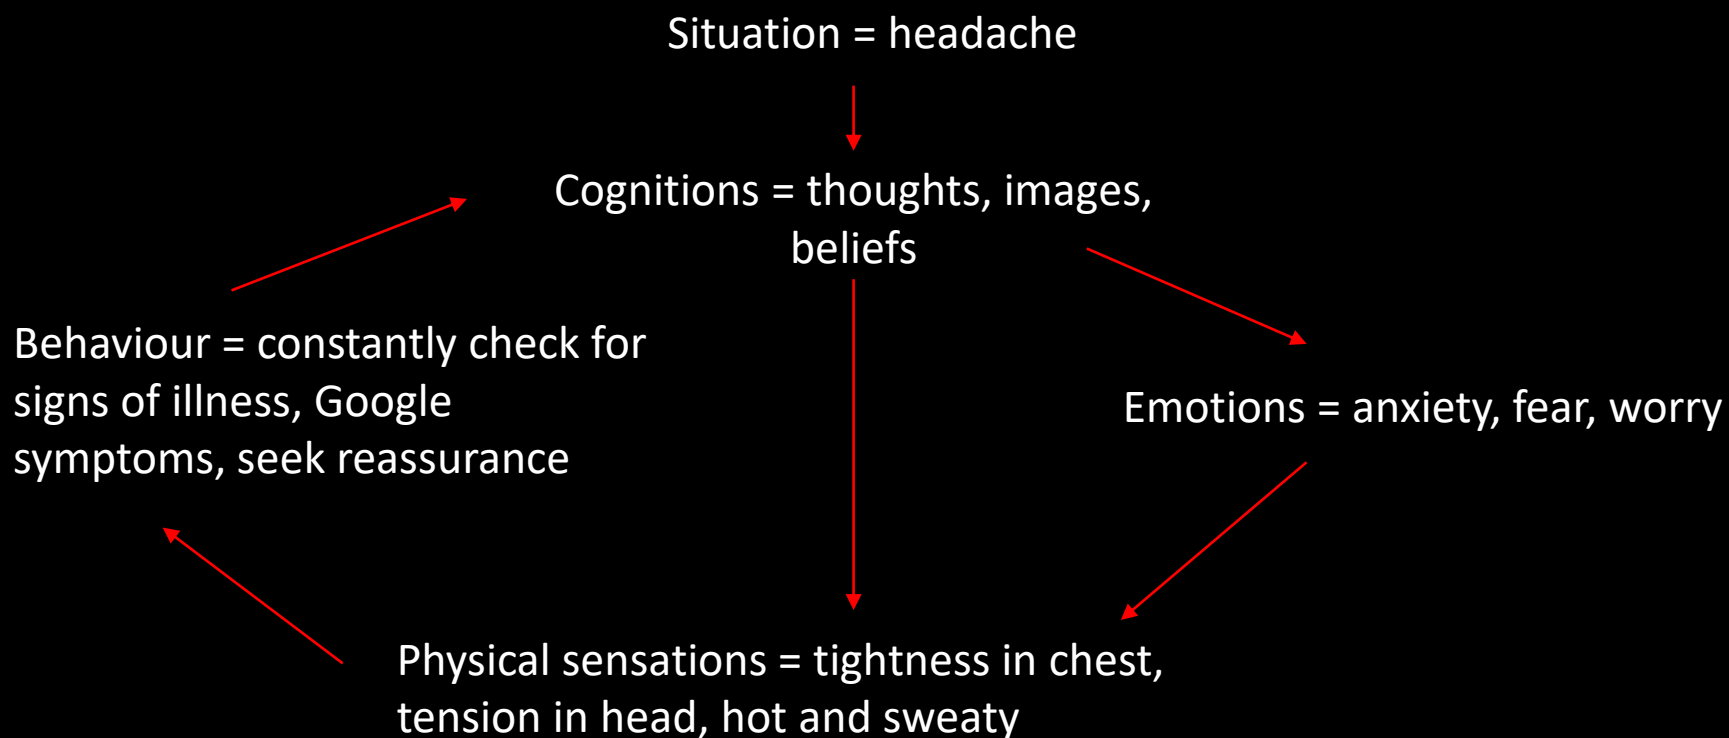 Situation = headache
Cognitions = thoughts, images,
beliefs
Behaviour = constantly check for
signs of illness, Google
symptoms, seek reassurance
Emotions = anxiety, fear, worry
Physical sensations = tightness in chest,
tension in head, hot and sweaty